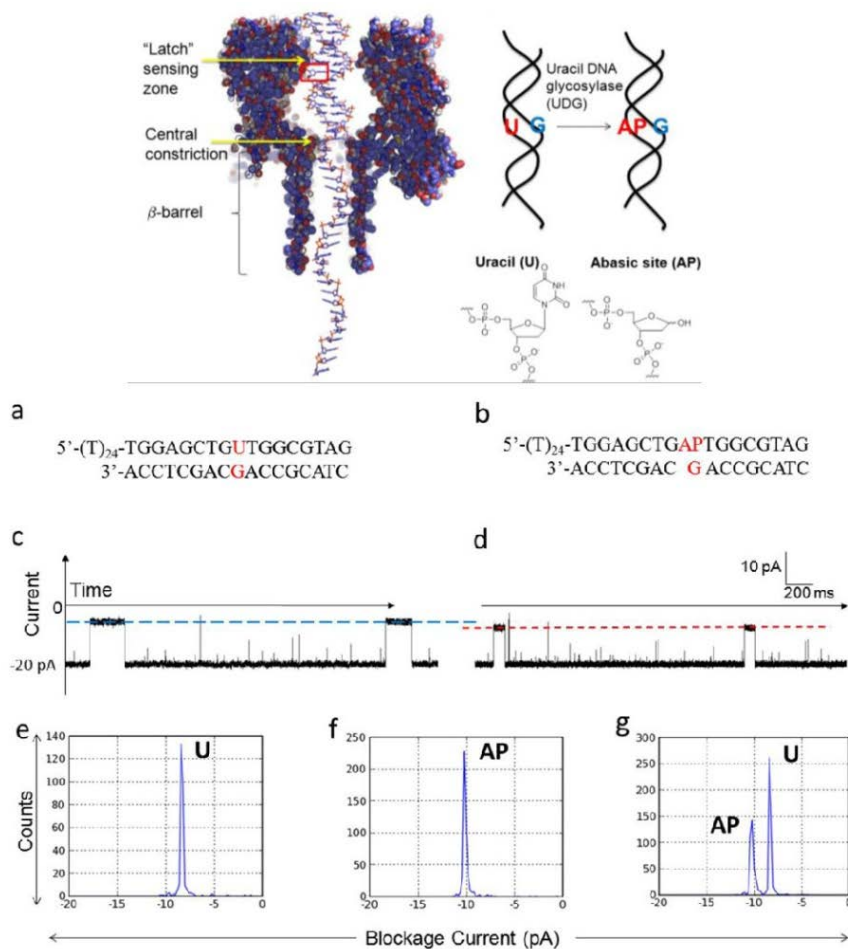 "Latch"
sensing
zone
Central
constriction
β-barrel
Uracil DNA
glycosylase
(UDG)
U G
AP G
Uracil (U)
Abasic site (AP)
O
NH
N
O
O
O
O-P-O
O⁻
O
O⁻
O-P-O
O
O
O-P-O
O⁻
O
OH
O
O⁻
O-P-O
O
a
5'-(T)24-TGGAGCTGUTGGCGTAG
3'-ACCTCGACGACCGCATC
b
5'-(T)24-TGGAGCTGAPTGGCGTAG
3'-ACCTCGAC G ACCGCATC
c
Time
Current
0
-20 pA
d
10 pA
200 ms
e
U
Counts
140
120
100
80
60
40
20
0
-20 -15 -10 -5 0
f
AP
250
200
150
100
50
0
-20 -15 -10 -5 0
g
U
AP
300
250
200
150
100
50
0
-20 -15 -10 -5 0
Blockage Current (pA)